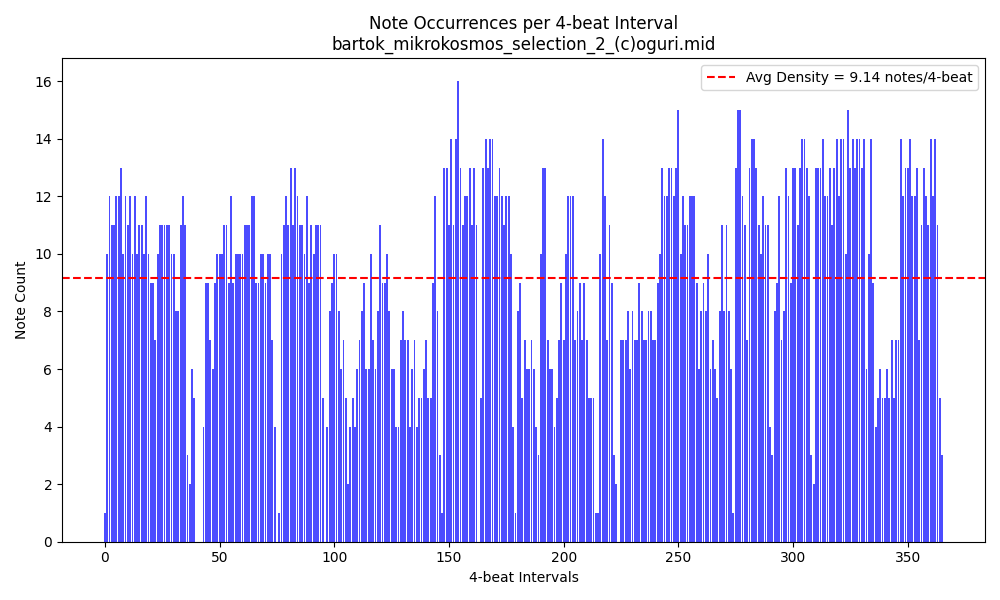 Note Occurrences per 4-beat Interval
bartok_mikrokosmos_selection_2_(c)oguri.mid
Avg Density = 9.14 notes/4-beat
Note Count
16
14
12
10
8
6
4
2
0
0 50 100 150 200 250 300 350
4-beat Intervals